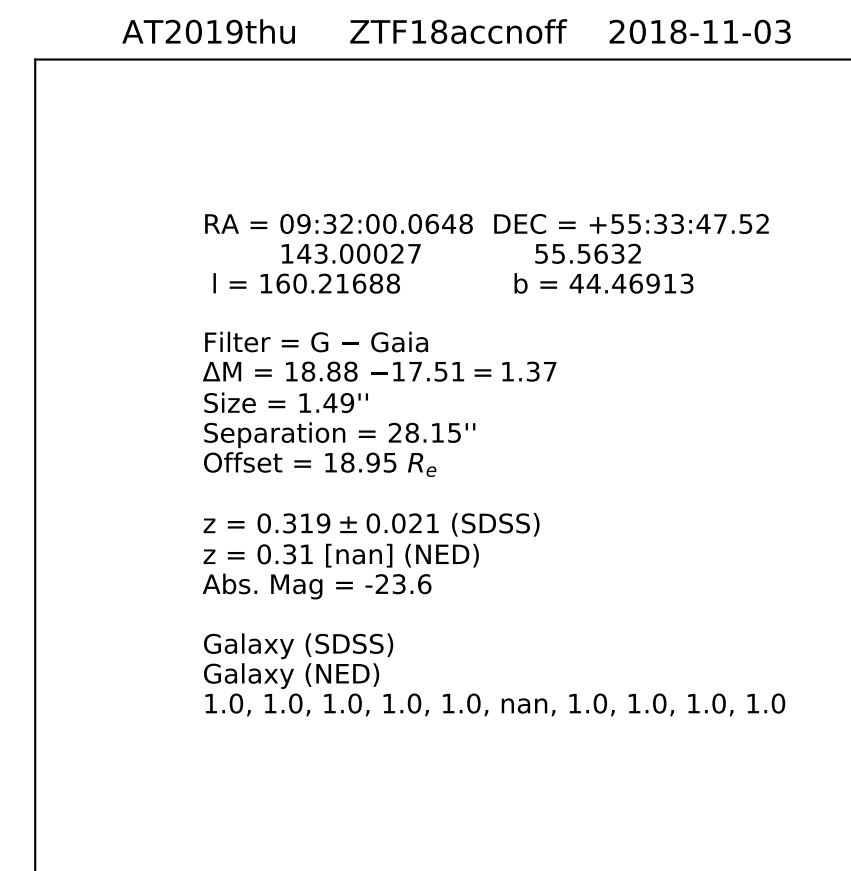 AT2019thu ZTF18accnoff 2018-11-03
RA = 09:32:00.0648 DEC = +55:33:47.52
143.00027 55.5632
l = 160.21688 b = 44.46913
Filter = G − Gaia
ΔM = 18.88 −17.51 = 1.37
Size = 1.49''
Separation = 28.15''
Offset = 18.95 Rₑ
z = 0.319 ± 0.021 (SDSS)
z = 0.31 [nan] (NED)
Abs. Mag = -23.6
Galaxy (SDSS)
Galaxy (NED)
1.0, 1.0, 1.0, 1.0, 1.0, nan, 1.0, 1.0, 1.0, 1.0